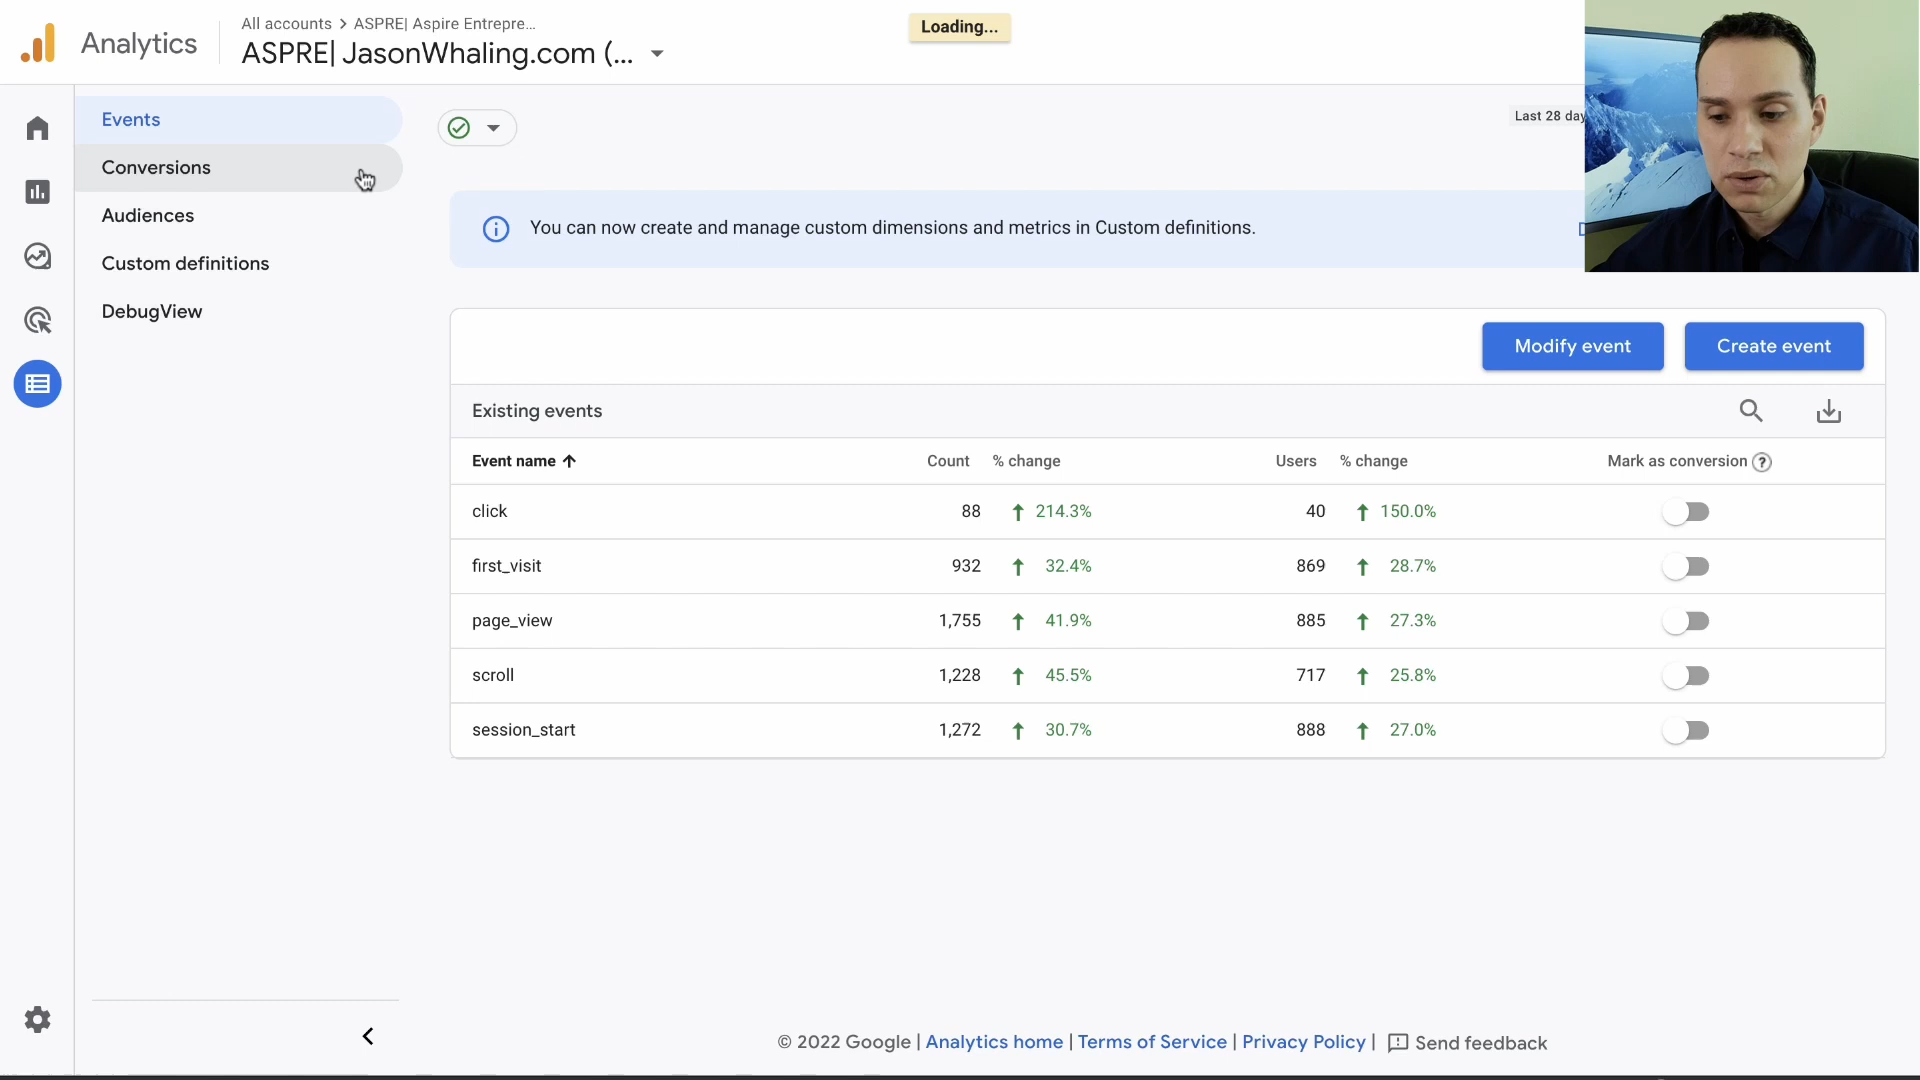 Analytics
All accounts > ASPRE| Aspire Entrepre...
ASPRE| JasonWhaling.com (...
Loading...
Events
Conversions
Audiences
Custom definitions
DebugView
Last 28 day
You can now create and manage custom dimensions and metrics in Custom definitions.
Modify event
Create event
Existing events
Event name Count % change Users % change Mark as conversion ?
click 88 214.3% 40 150.0%
first_visit 932 32.4% 869 28.7%
page_view 1,755 41.9% 885 27.3%
scroll 1,228 45.5% 717 25.8%
session_start 1,272 30.7% 888 27.0%
© 2022 Google | Analytics home | Terms of Service | Privacy Policy | Send feedback